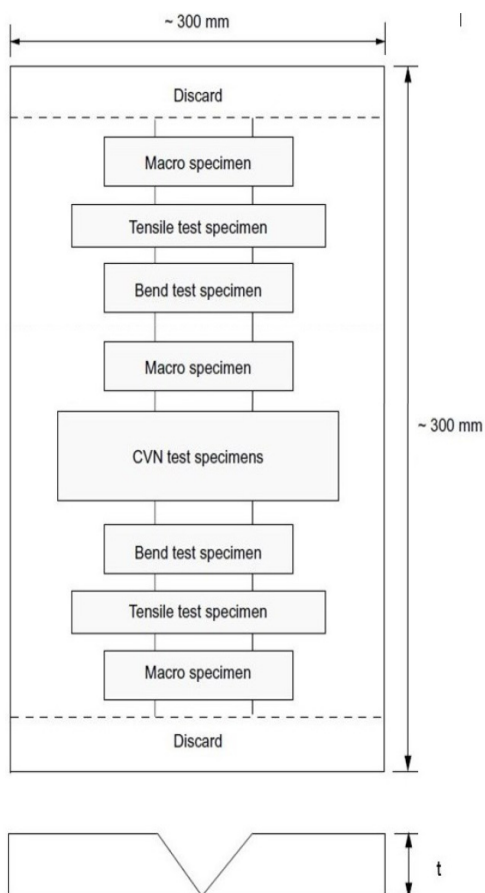 ~ 300 mm
Discard
Macro specimen
Tensile test specimen
Bend test specimen
Macro specimen
~ 300 mm
CVN test specimens
Bend test specimen
Tensile test specimen
Macro specimen
Discard
t